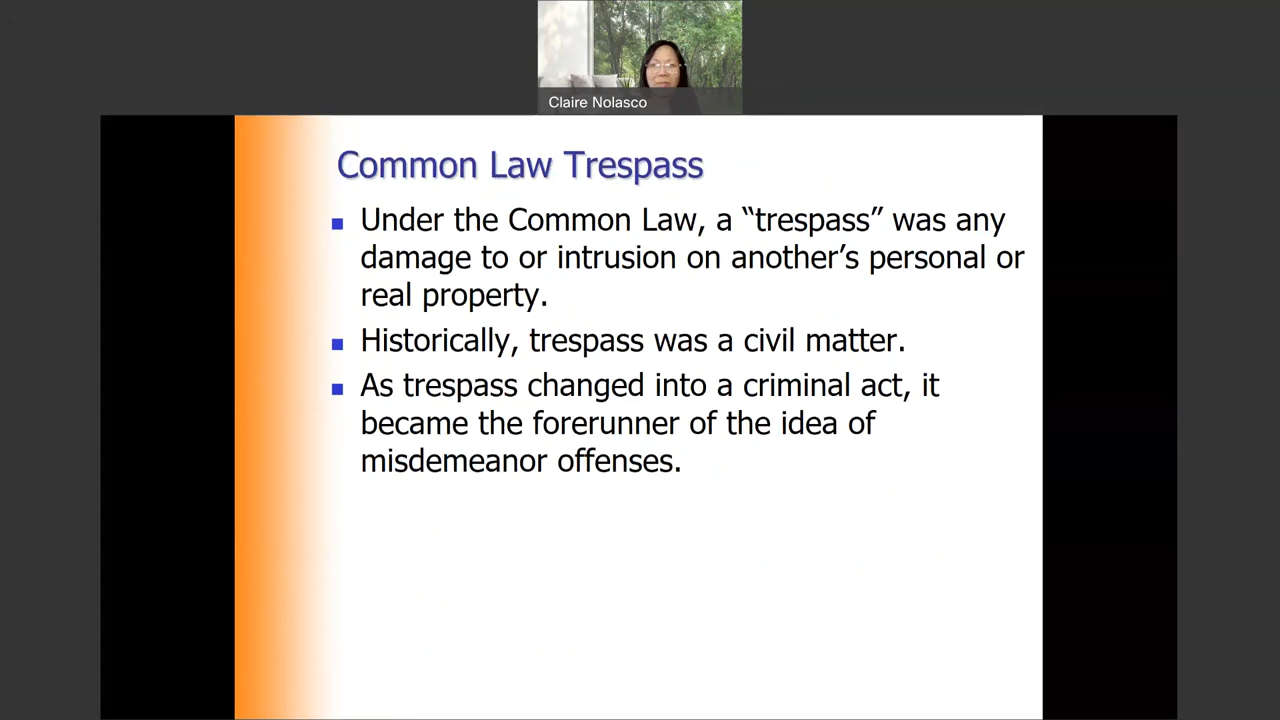 Claire Nolasco
Common Law Trespass
Under the Common Law, a “trespass” was any
damage to or intrusion on another’s personal or
real property.
Historically, trespass was a civil matter.
As trespass changed into a criminal act, it
became the forerunner of the idea of
misdemeanor offenses.